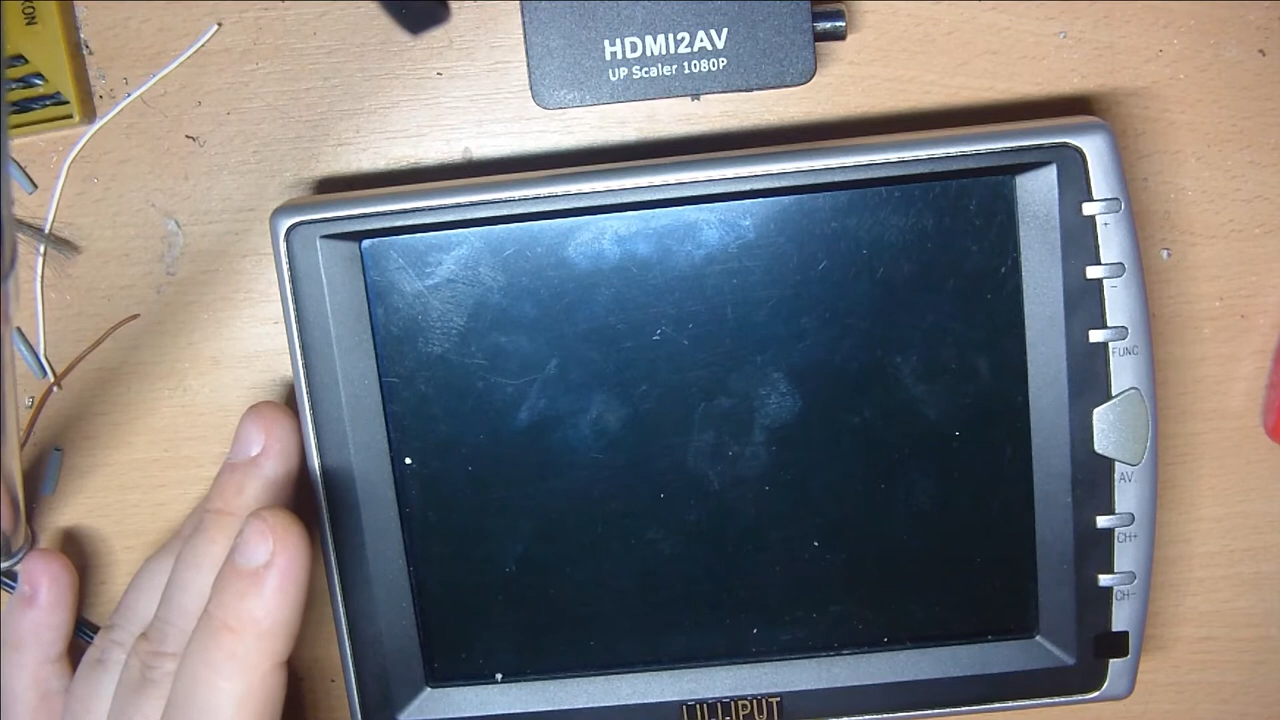 HDMI2AV
UP Scaler 1080P
+
-
FUNC
AV
CH+
CH-
LILLIPUT